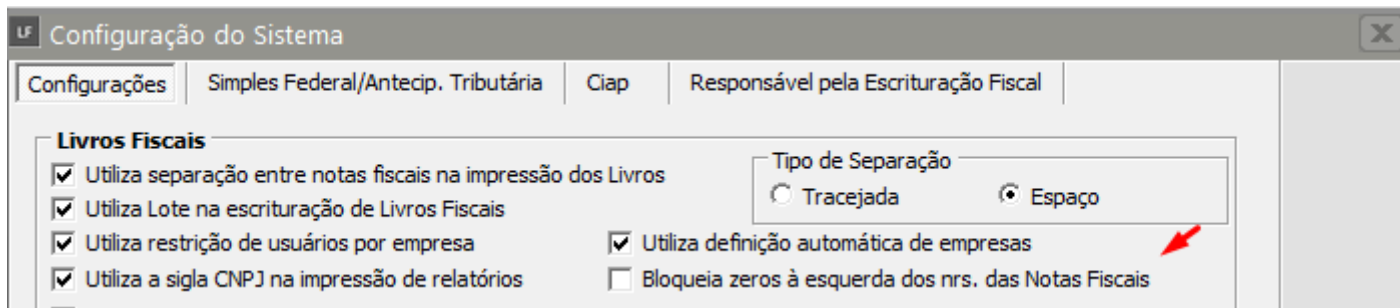 LF Configuração do Sistema
Configurações Simples Federal/Antecip. Tributária Ciap Responsável pela Escrituração Fiscal
Livros Fiscais
Utiliza separação entre notas fiscais na impressão dos Livros
Tipo de Separação
Tracejada Espaço
Utiliza Lote na escrituração de Livros Fiscais
Utiliza restrição de usuários por empresa Utiliza definição automática de empresas
Utiliza a sigla CNPJ na impressão de relatórios Bloqueia zeros à esquerda dos nrs. das Notas Fiscais